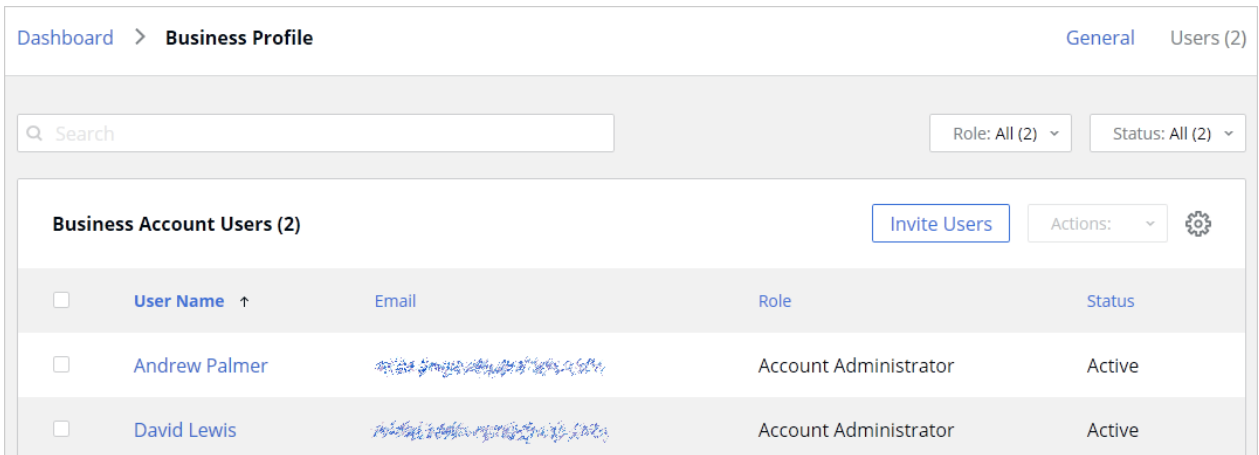 Dashboard > Business Profile General Users (2)
Search Role: All (2) Status: All (2)
Business Account Users (2) Invite Users Actions:
User Name ↑ Email Role Status
Andrew Palmer Account Administrator Active
David Lewis Account Administrator Active